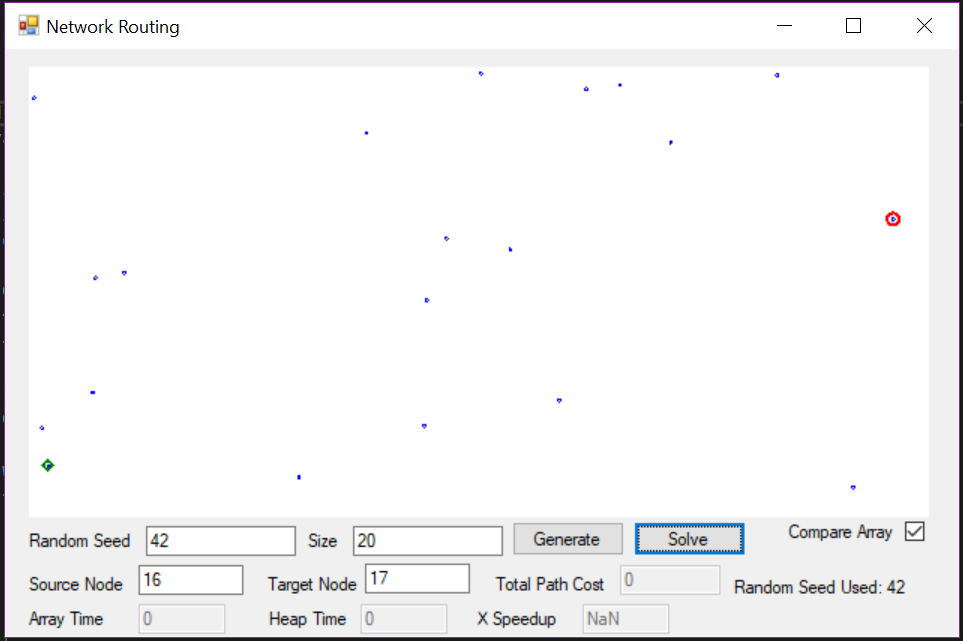 Network Routing
Random Seed 42 Size 20 Generate Solve Compare Array
Source Node 16 Target Node 17 Total Path Cost 0 Random Seed Used: 42
Array Time 0 Heap Time 0 X Speedup NaN